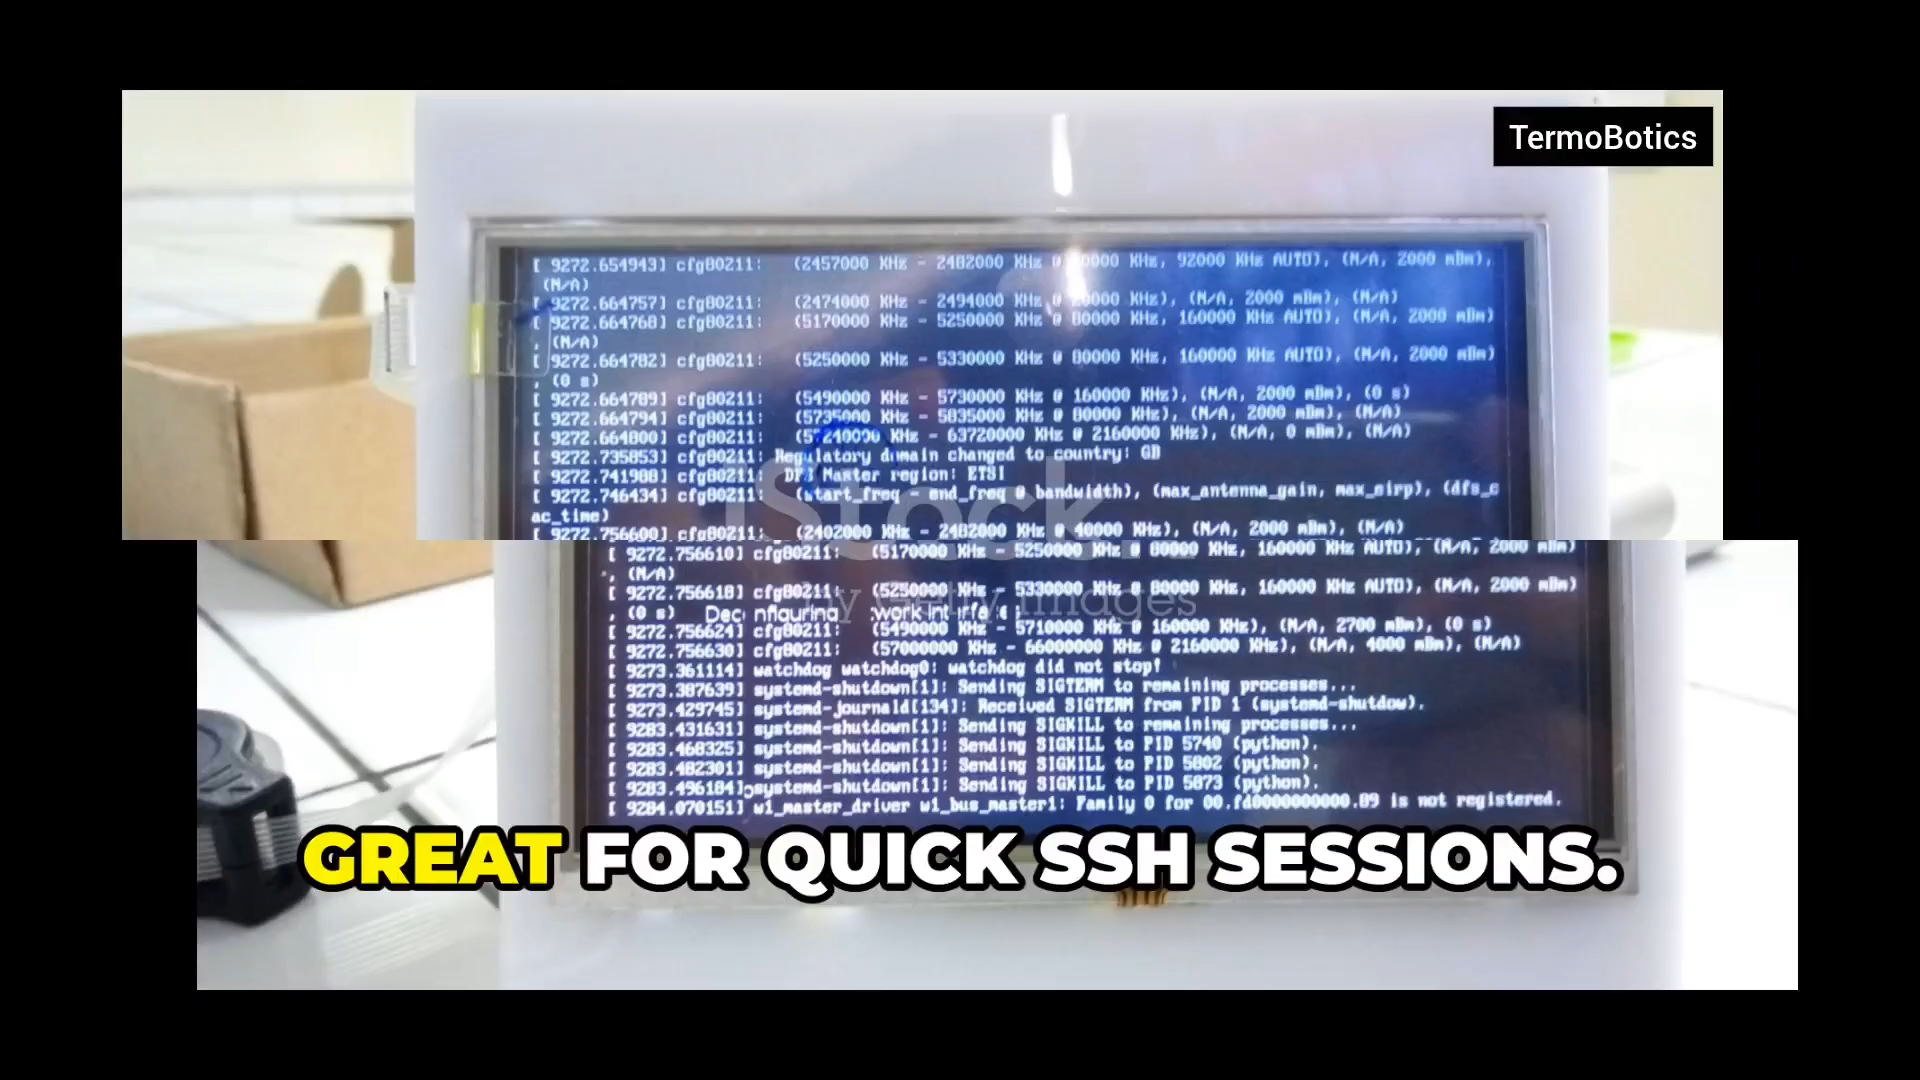 TermoBotics
[ 9272.654943] cfg80211: (2457000 KHz - 2482000 KHz @ 20000 KHz, 92000 KHz AUTO), (N/A, 2000 mBm),
(N/A)
[ 9272.664757] cfg80211: (2474000 KHz - 2494000 KHz @ 20000 KHz), (N/A, 2000 mBm), (N/A)
[ 9272.664768] cfg80211: (5170000 KHz - 5250000 KHz @ 80000 KHz, 160000 KHz AUTO), (N/A, 2000 mBm)
, (N/A)
[ 9272.664782] cfg80211: (5250000 KHz - 5330000 KHz @ 80000 KHz, 160000 KHz AUTO), (N/A, 2000 mBm)
, (0 s)
[ 9272.664789] cfg80211: (5490000 KHz - 5730000 KHz @ 160000 KHz), (N/A, 2000 mBm), (0 s)
[ 9272.664794] cfg80211: (5735000 KHz - 5835000 KHz @ 80000 KHz), (N/A, 2000 mBm), (N/A)
[ 9272.664800] cfg80211: (57240000 KHz - 63720000 KHz @ 2160000 KHz), (N/A, 0 mBm), (N/A)
[ 9272.735853] cfg80211: Regulatory domain changed to country: GB
[ 9272.741988] cfg80211: DFS Master region: ETSI
[ 9272.746434] cfg80211: (start_freq - end_freq @ bandwidth), (max_antenna_gain, max_eirp), (dfs_c
ac_time)
[ 9272.756600] cfg80211: (2402000 KHz - 2482000 KHz @ 40000 KHz), (N/A, 2000 mBm), (N/A)
iStock
[ 9272.756610] cfg80211: (5170000 - 5250000 KHz @ 80000 KHz, 160000 KHz AUTO), (N/A, 2000 mBm)
, (N/A)
[ 9272.756618] cfg80211: (5250000 KHz - 5330000 KHz @ 80000 KHz, 160000 KHz AUTO), (N/A, 2000 mBm)
by Getty Images
, (0 s)
[ 9272.756624] cfg80211: (5490000 KHz - 5710000 KHz @ 160000 KHz), (N/A, 2700 mBm), (0 s)
[ 9272.756630] cfg80211: (57000000 KHz - 66000000 KHz @ 2160000 KHz), (N/A, 4000 mBm), (N/A)
[ 9273.361114] watchdog watchdog0: watchdog did not stop!
[ 9273.387639] systemd-shutdown[1]: Sending SIGTERM to remaining processes...
[ 9273.429745] systemd-journald[134]: Received SIGTERM from PID 1 (systemd-shutdow).
[ 9283.431631] systemd-shutdown[1]: Sending SIGKILL to remaining processes...
[ 9283.468325] systemd-shutdown[1]: Sending SIGKILL to PID 5740 (python).
[ 9283.482301] systemd-shutdown[1]: Sending SIGKILL to PID 5802 (python).
[ 9283.496184] systemd-shutdown[1]: Sending SIGKILL to PID 5873 (python).
[ 9284.070151] w1_master_driver w1_bus_master1: Family 0 for 00.fd0000000000.09 is not registered.
GREAT FOR QUICK SSH SESSIONS.